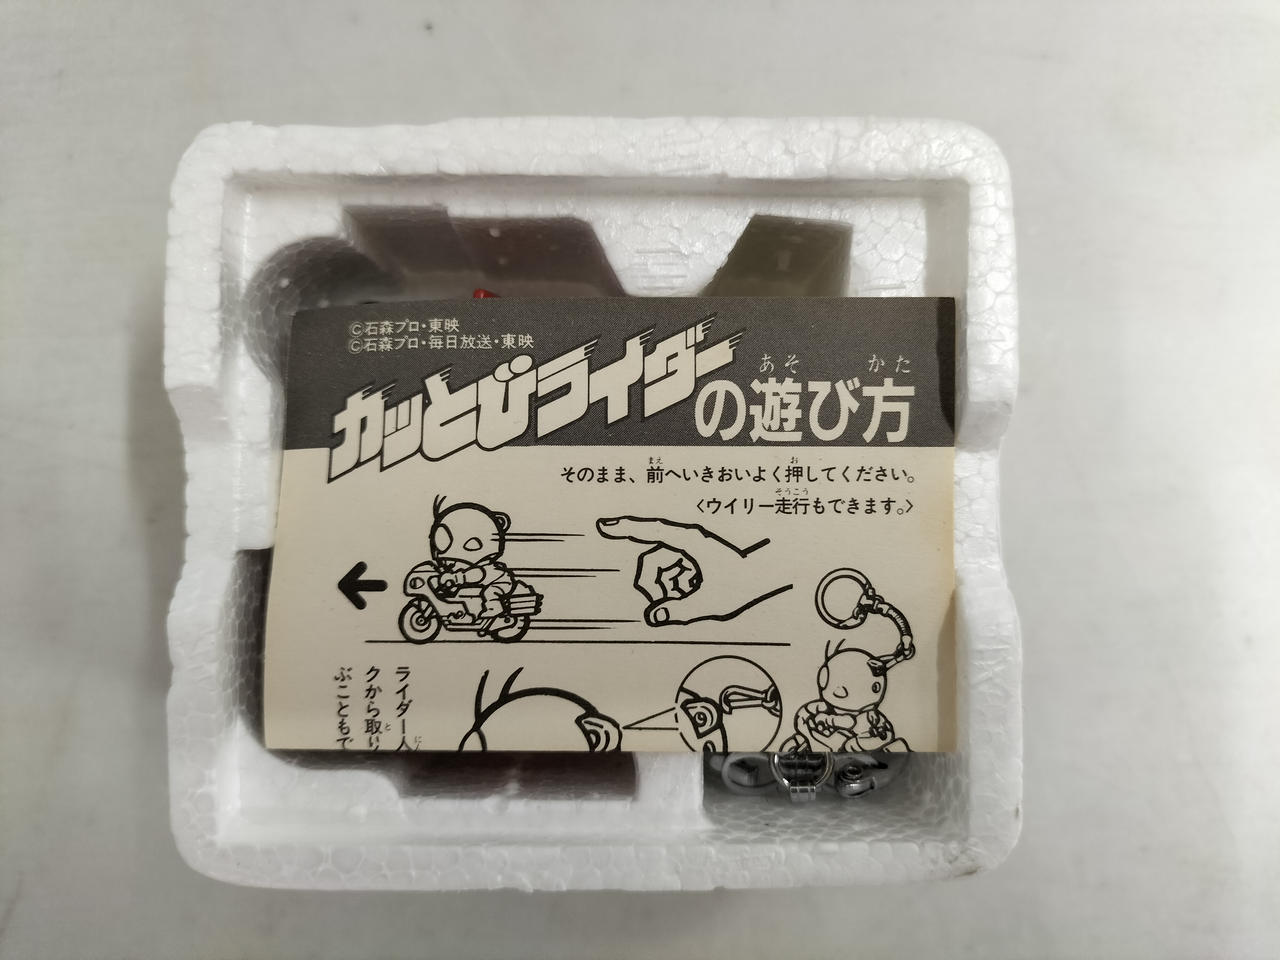 ©石森プロ・東映
©石森プロ・毎日放送・東映
カッとびライダーの遊び方
あそ かた
そのまま、前へいきおいよく押してください。
まえ お
〈ウイリー走行もできます。〉
そうこう
ライダー人
にん
クから取り
と
ぶこともで